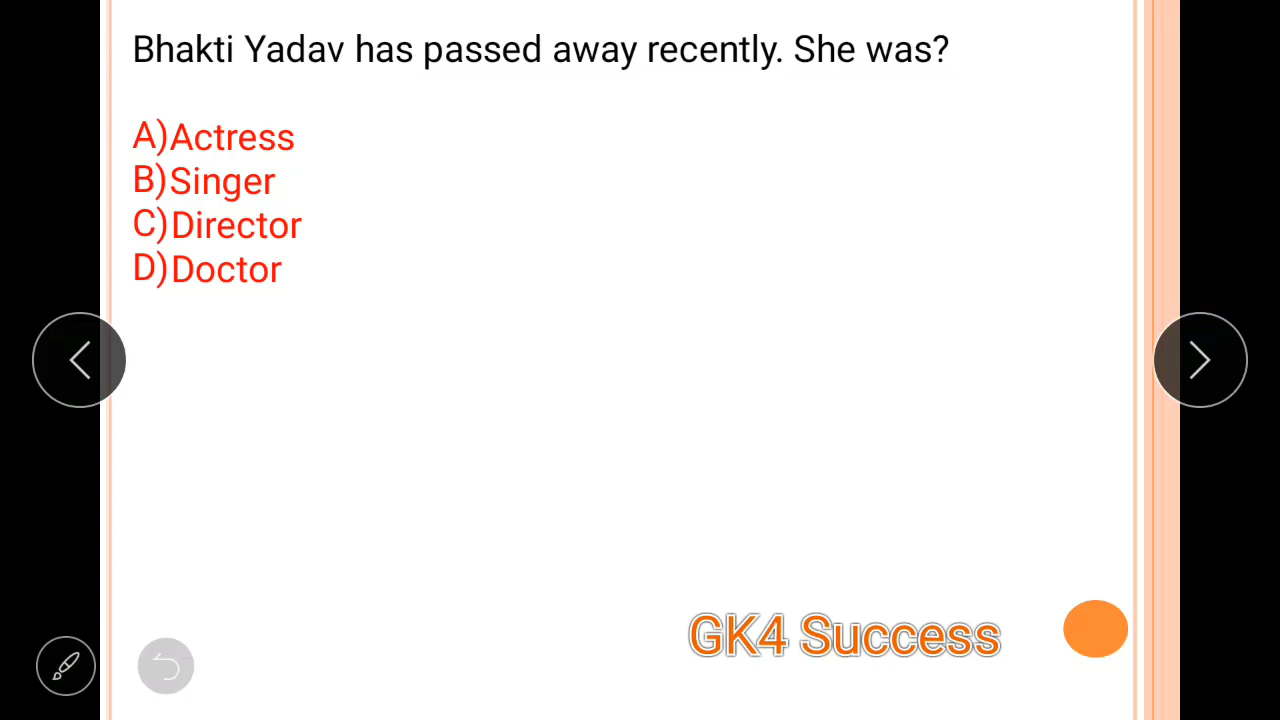 Bhakti Yadav has passed away recently. She was?
A)Actress
B)Singer
C)Director
D)Doctor
GK4 Success